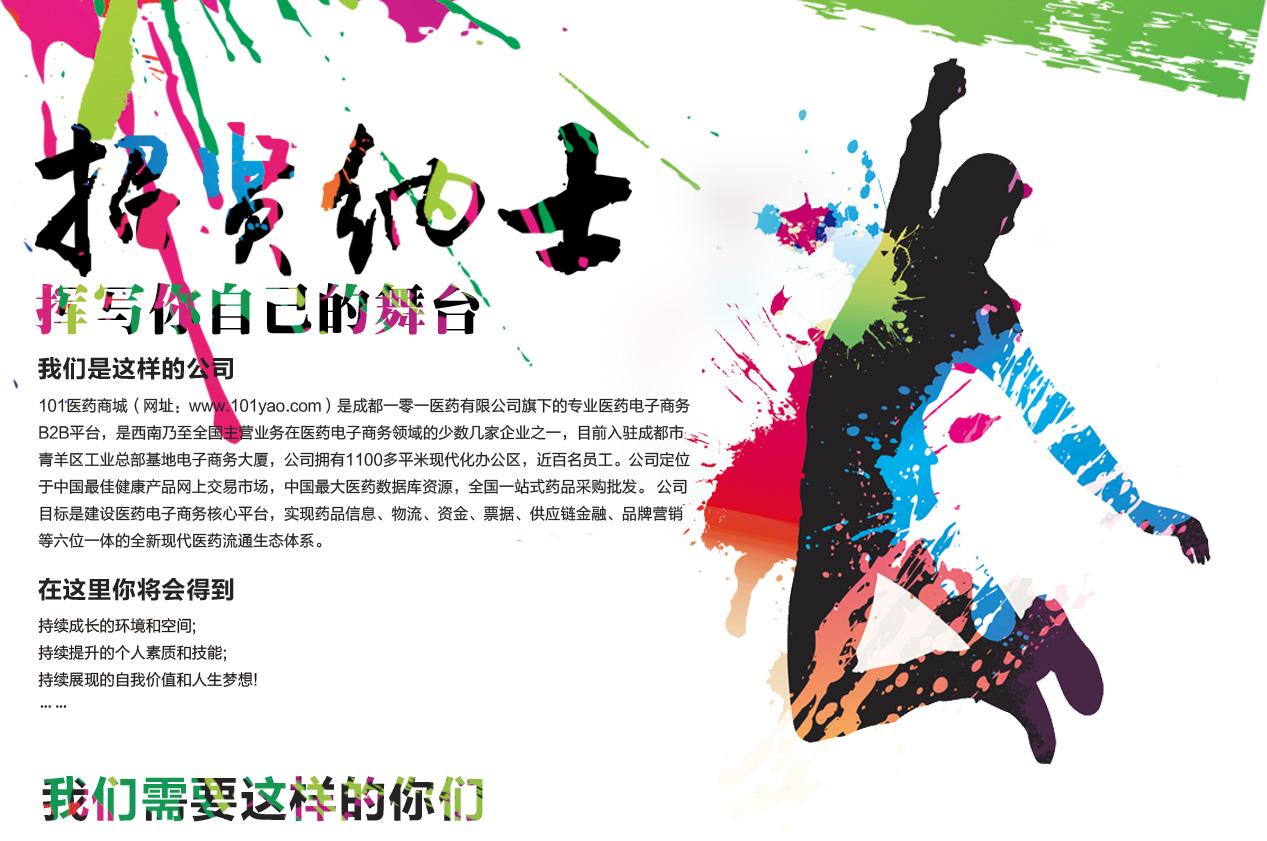 招贤纳士
挥写你自己的舞台
我们是这样的公司
101医药商城（网址：www.101yao.com）是成都一零一医药有限公司旗下的专业医药电子商务
B2B平台，是西南乃至全国主营业务在医药电子商务领域的少数几家企业之一，目前入驻成都市
青羊区工业总部基地电子商务大厦，公司拥有1100多平米现代化办公区，近百名员工。公司定位
于中国最佳健康产品网上交易市场，中国最大医药数据库资源，全国一站式药品采购批发。 公司
目标是建设医药电子商务核心平台，实现药品信息、物流、资金、票据、供应链金融、品牌营销
等六位一体的全新现代医药流通生态体系。
在这里你将会得到
持续成长的环境和空间;
持续提升的个人素质和技能;
持续展现的自我价值和人生梦想!
... ...
我们需要这样的你们